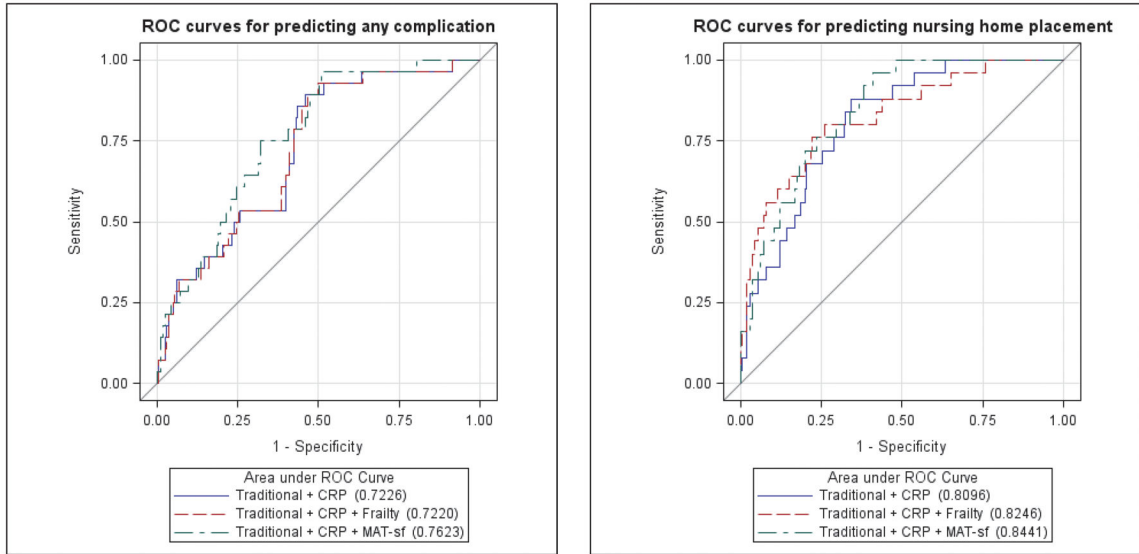 ROC curves for predicting any complication
1.00
0.75
0.50
0.25
0.00
Sensitivity
0.00 0.25 0.50 0.75 1.00
1 - Specificity
Area under ROC Curve
Traditional + CRP (0.7226)
Traditional + CRP + Frailty (0.7220)
Traditional + CRP + MAT-sf (0.7623)
ROC curves for predicting nursing home placement
1.00
0.75
0.50
0.25
0.00
Sensitivity
0.00 0.25 0.50 0.75 1.00
1 - Specificity
Area under ROC Curve
Traditional + CRP (0.8096)
Traditional + CRP + Frailty (0.8246)
Traditional + CRP + MAT-sf (0.8441)